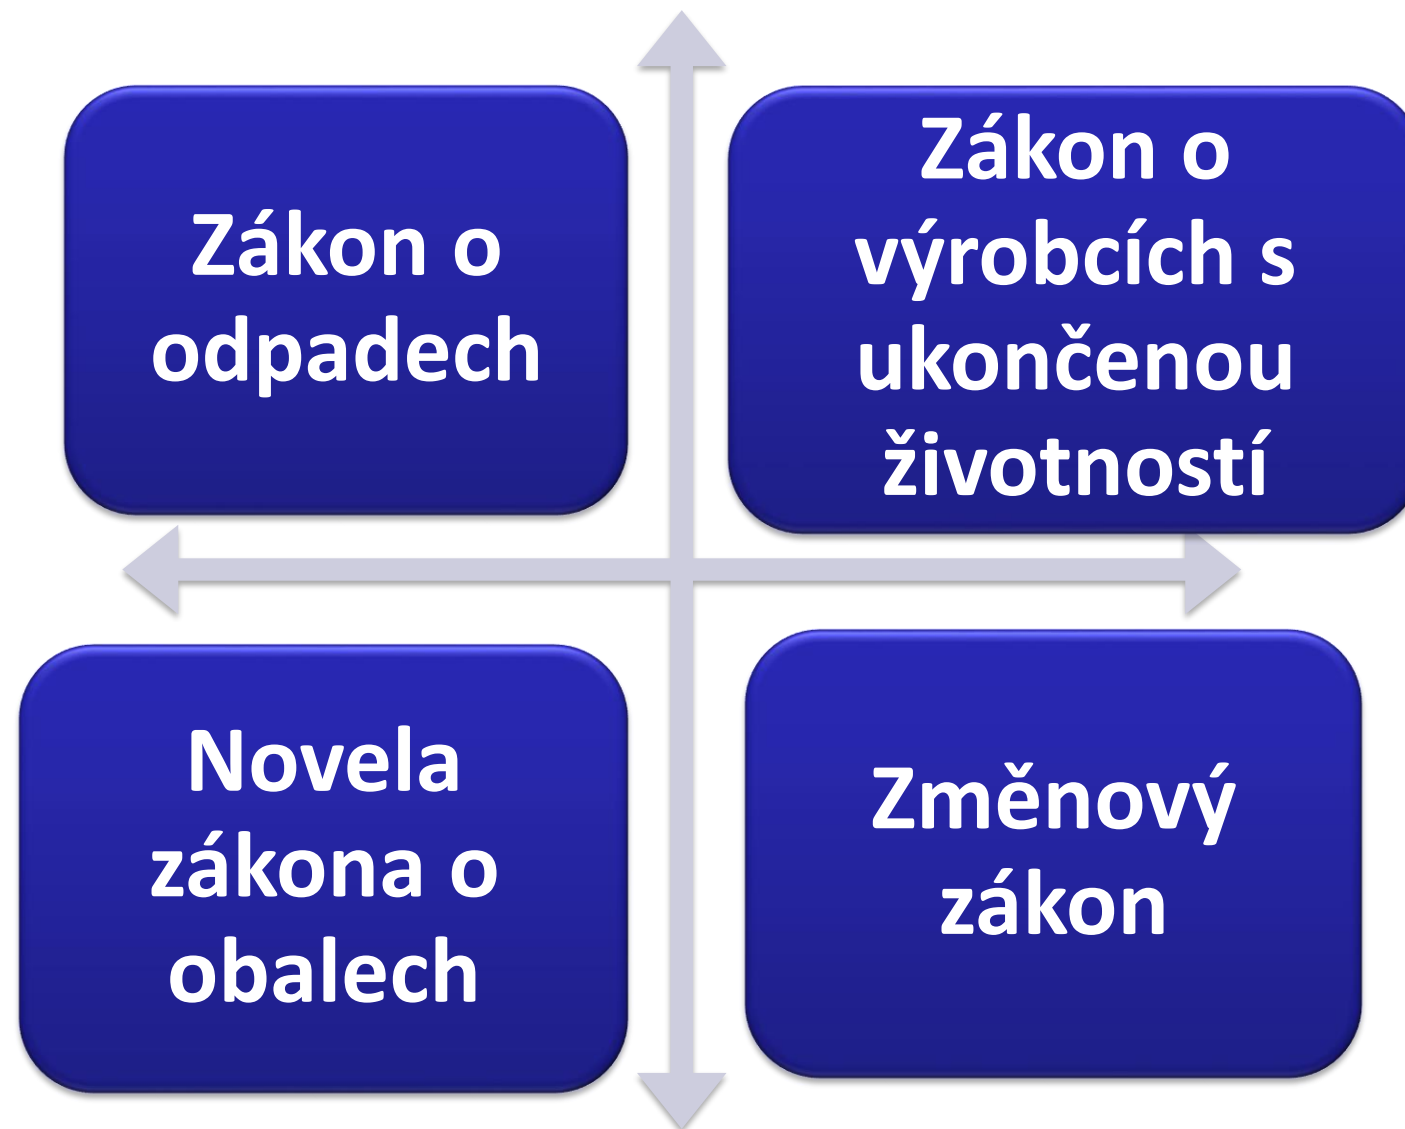 Zákon o
odpadech
Zákon o
výrobcích s
ukončenou
životností
Novela
zákona o
obalech
Změnový
zákon